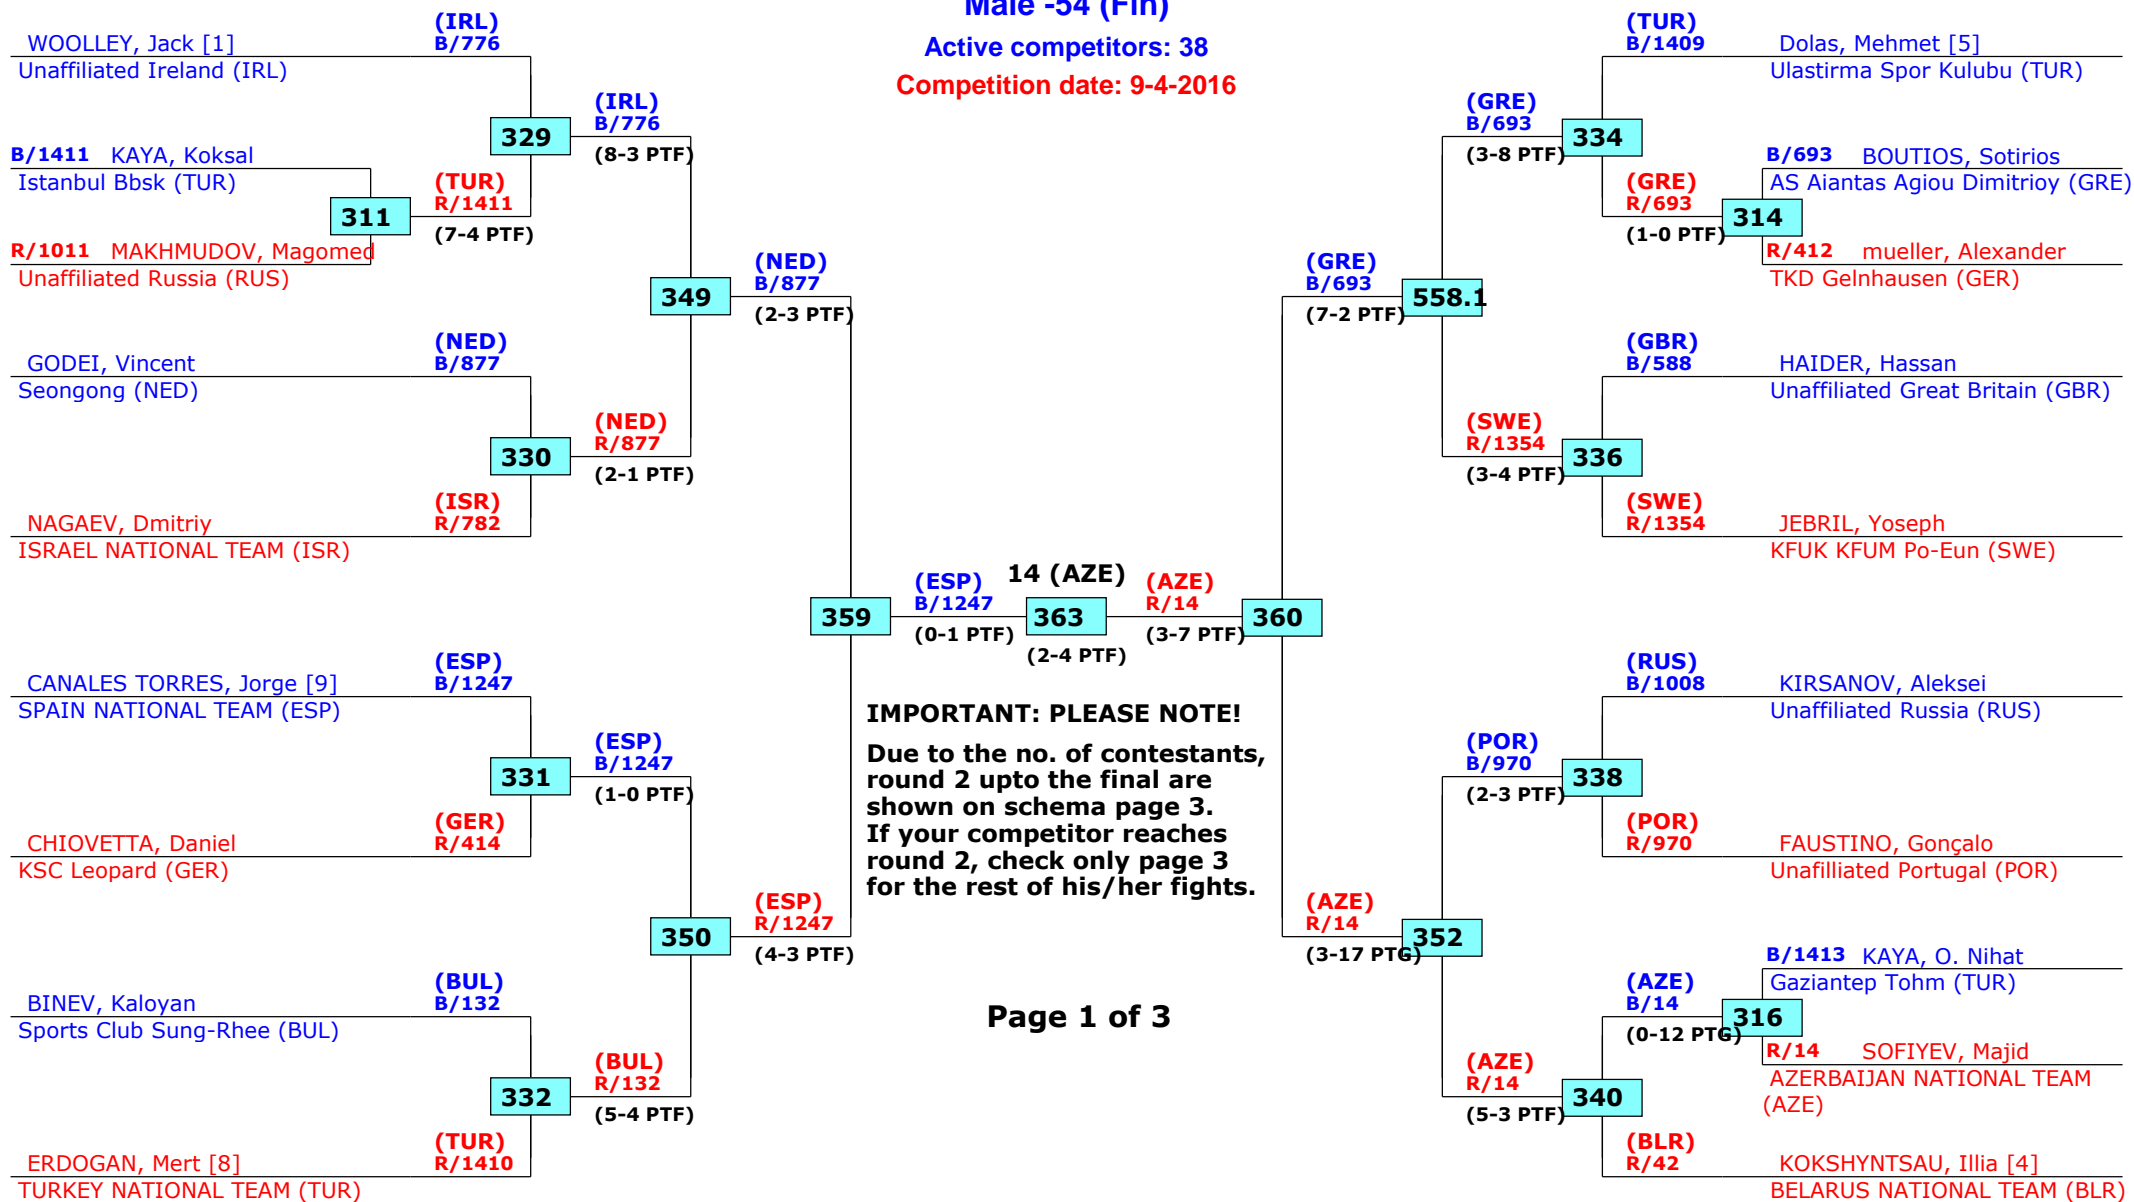 Male -54 (Fin)
Active competitors: 38
Competition date: 9-4-2016
(IRL)
WOOLLEY, Jack [1] B/776
Unaffiliated Ireland (IRL)
(IRL)
B/776
329
(8-3 PTF)
B/1411 KAYA, Koksal
Istanbul Bbsk (TUR)
(TUR)
R/1411
311
(7-4 PTF)
R/1011 MAKHMUDOV, Magomed
Unaffiliated Russia (RUS)
(NED)
B/877
349
(2-3 PTF)
(NED)
GODEI, Vincent B/877
Seongong (NED)
(NED)
R/877
330
(2-1 PTF)
(ISR)
NAGAEV, Dmitriy R/782
ISRAEL NATIONAL TEAM (ISR)
(ESP)
B/1247
359
(0-1 PTF)
14 (AZE)
363
(2-4 PTF)
(AZE)
R/14
360
(3-7 PTF)
(ESP)
CANALES TORRES, Jorge [9] B/1247
SPAIN NATIONAL TEAM (ESP)
(ESP)
B/1247
331
(1-0 PTF)
(GER)
CHIOVETTA, Daniel R/414
KSC Leopard (GER)
(ESP)
R/1247
350
(4-3 PTF)
(BUL)
BINEV, Kaloyan B/132
Sports Club Sung-Rhee (BUL)
(BUL)
R/132
332
(5-4 PTF)
(TUR)
ERDOGAN, Mert [8] R/1410
TURKEY NATIONAL TEAM (TUR)
IMPORTANT: PLEASE NOTE!
Due to the no. of contestants,
round 2 upto the final are
shown on schema page 3.
If your competitor reaches
round 2, check only page 3
for the rest of his/her fights.
Page 1 of 3
(TUR)
B/1409 Dolas, Mehmet [5]
Ulastirma Spor Kulubu (TUR)
(GRE)
B/693
334
(3-8 PTF)
B/693 BOUTIOS, Sotirios
AS Aiantas Agiou Dimitrioy (GRE)
(GRE)
R/693
314
(1-0 PTF)
R/412 mueller, Alexander
TKD Gelnhausen (GER)
(GRE)
B/693
558.1
(7-2 PTF)
(GBR)
B/588 HAIDER, Hassan
Unaffiliated Great Britain (GBR)
(SWE)
R/1354
336
(3-4 PTF)
(SWE)
R/1354 JEBRIL, Yoseph
KFUK KFUM Po-Eun (SWE)
(RUS)
B/1008 KIRSANOV, Aleksei
Unaffiliated Russia (RUS)
(POR)
B/970
338
(2-3 PTF)
(POR)
R/970 FAUSTINO, Gonçalo
Unafilliated Portugal (POR)
(AZE)
R/14
352
(3-17 PTG)
B/1413 KAYA, O. Nihat
Gaziantep Tohm (TUR)
(AZE)
B/14
316
(0-12 PTG)
R/14 SOFIYEV, Majid
AZERBAIJAN NATIONAL TEAM
(AZE)
(AZE)
R/14
340
(5-3 PTF)
(BLR)
R/42 KOKSHYNTSAU, Illia [4]
BELARUS NATIONAL TEAM (BLR)